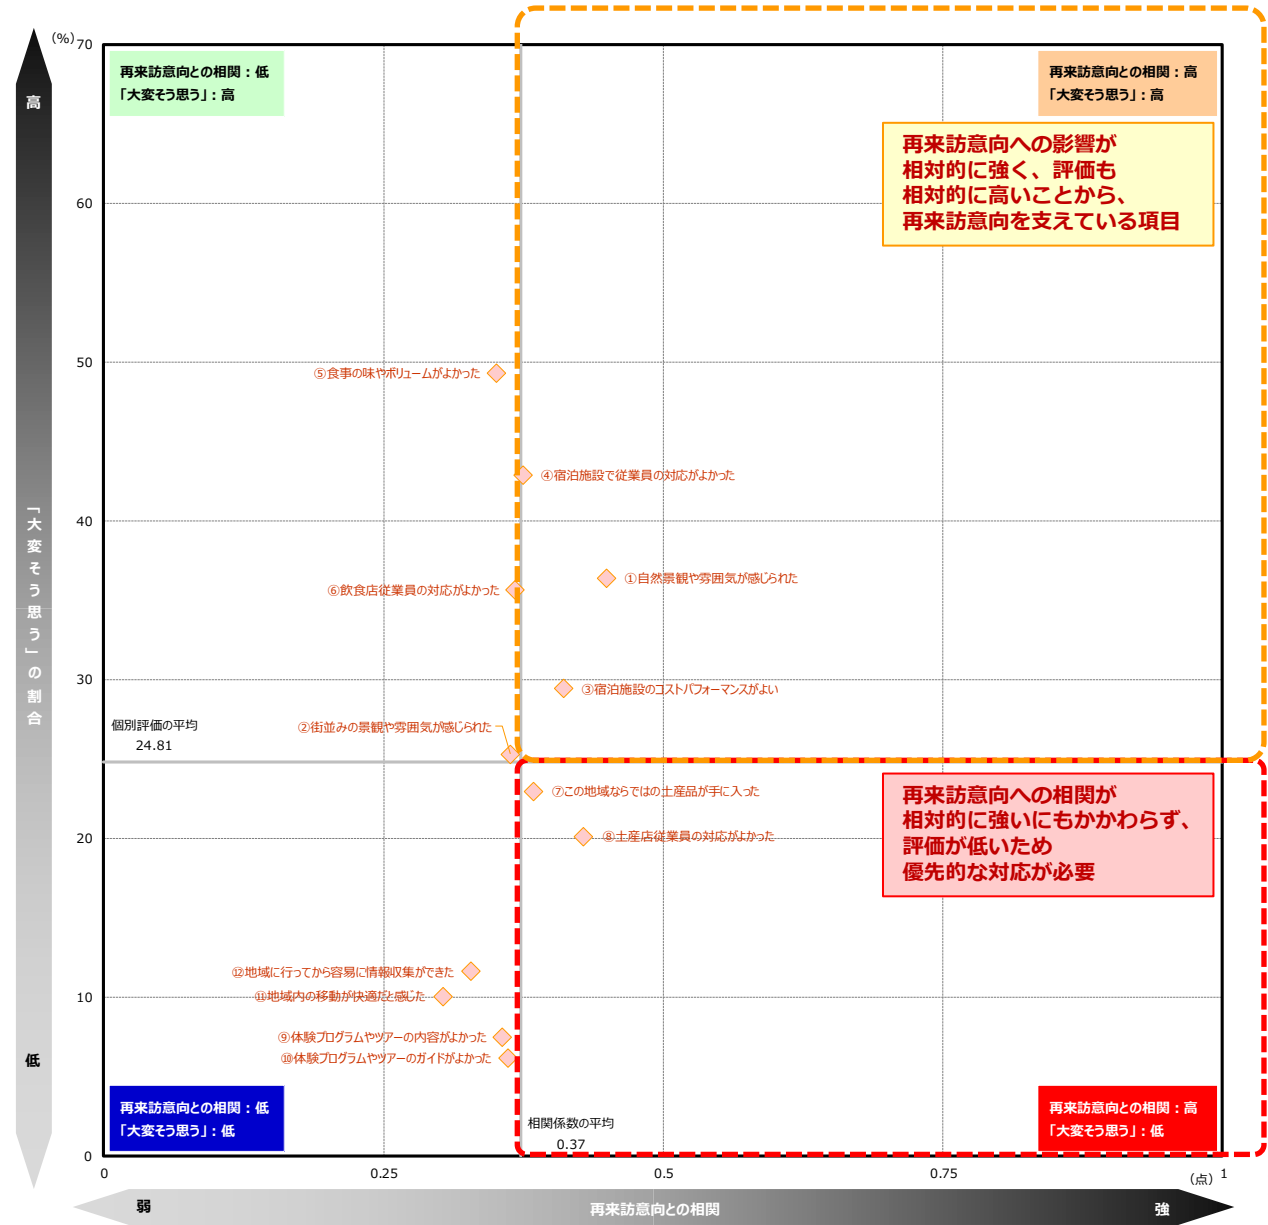 (%)
70
60
50
40
30
20
10
0
高
「大変そう思う」の割合
低
再来訪意向との相関：低
「大変そう思う」：高
再来訪意向との相関：高
「大変そう思う」：高
再来訪意向への影響が
相対的に強く、評価も
相対的に高いことから、
再来訪意向を支えている項目
⑤食事の味やボリュームがよかった
④宿泊施設で従業員の対応がよかった
①自然景観や雰囲気が感じられた
⑥飲食店従業員の対応がよかった
③宿泊施設のコストパフォーマンスがよい
個別評価の平均
24.81
②街並みの景観や雰囲気が感じられた
⑦この地域ならではの土産品が手に入った
⑧土産店従業員の対応がよかった
再来訪意向への相関が
相対的に強いにもかかわらず、
評価が低いため
優先的な対応が必要
⑫地域に行ってから容易に情報収集ができた
⑪地域内の移動が快適だと感じた
⑨体験プログラムやツアーの内容がよかった
⑩体験プログラムやツアーのガイドがよかった
再来訪意向との相関：低
「大変そう思う」：低
相関係数の平均
0.37
再来訪意向との相関：高
「大変そう思う」：低
0
0.25
0.5
0.75
1
(点)
弱
再来訪意向との相関
強